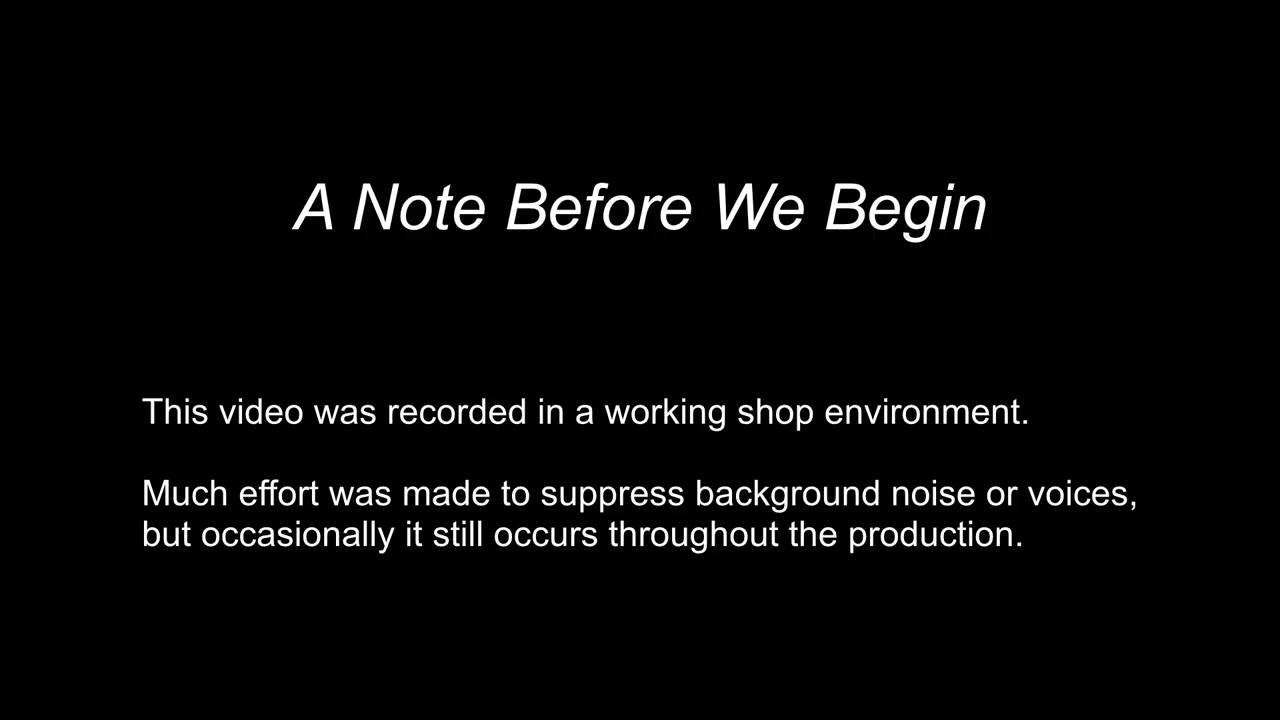 A Note Before We Begin
This video was recorded in a working shop environment.
Much effort was made to suppress background noise or voices,
but occasionally it still occurs throughout the production.